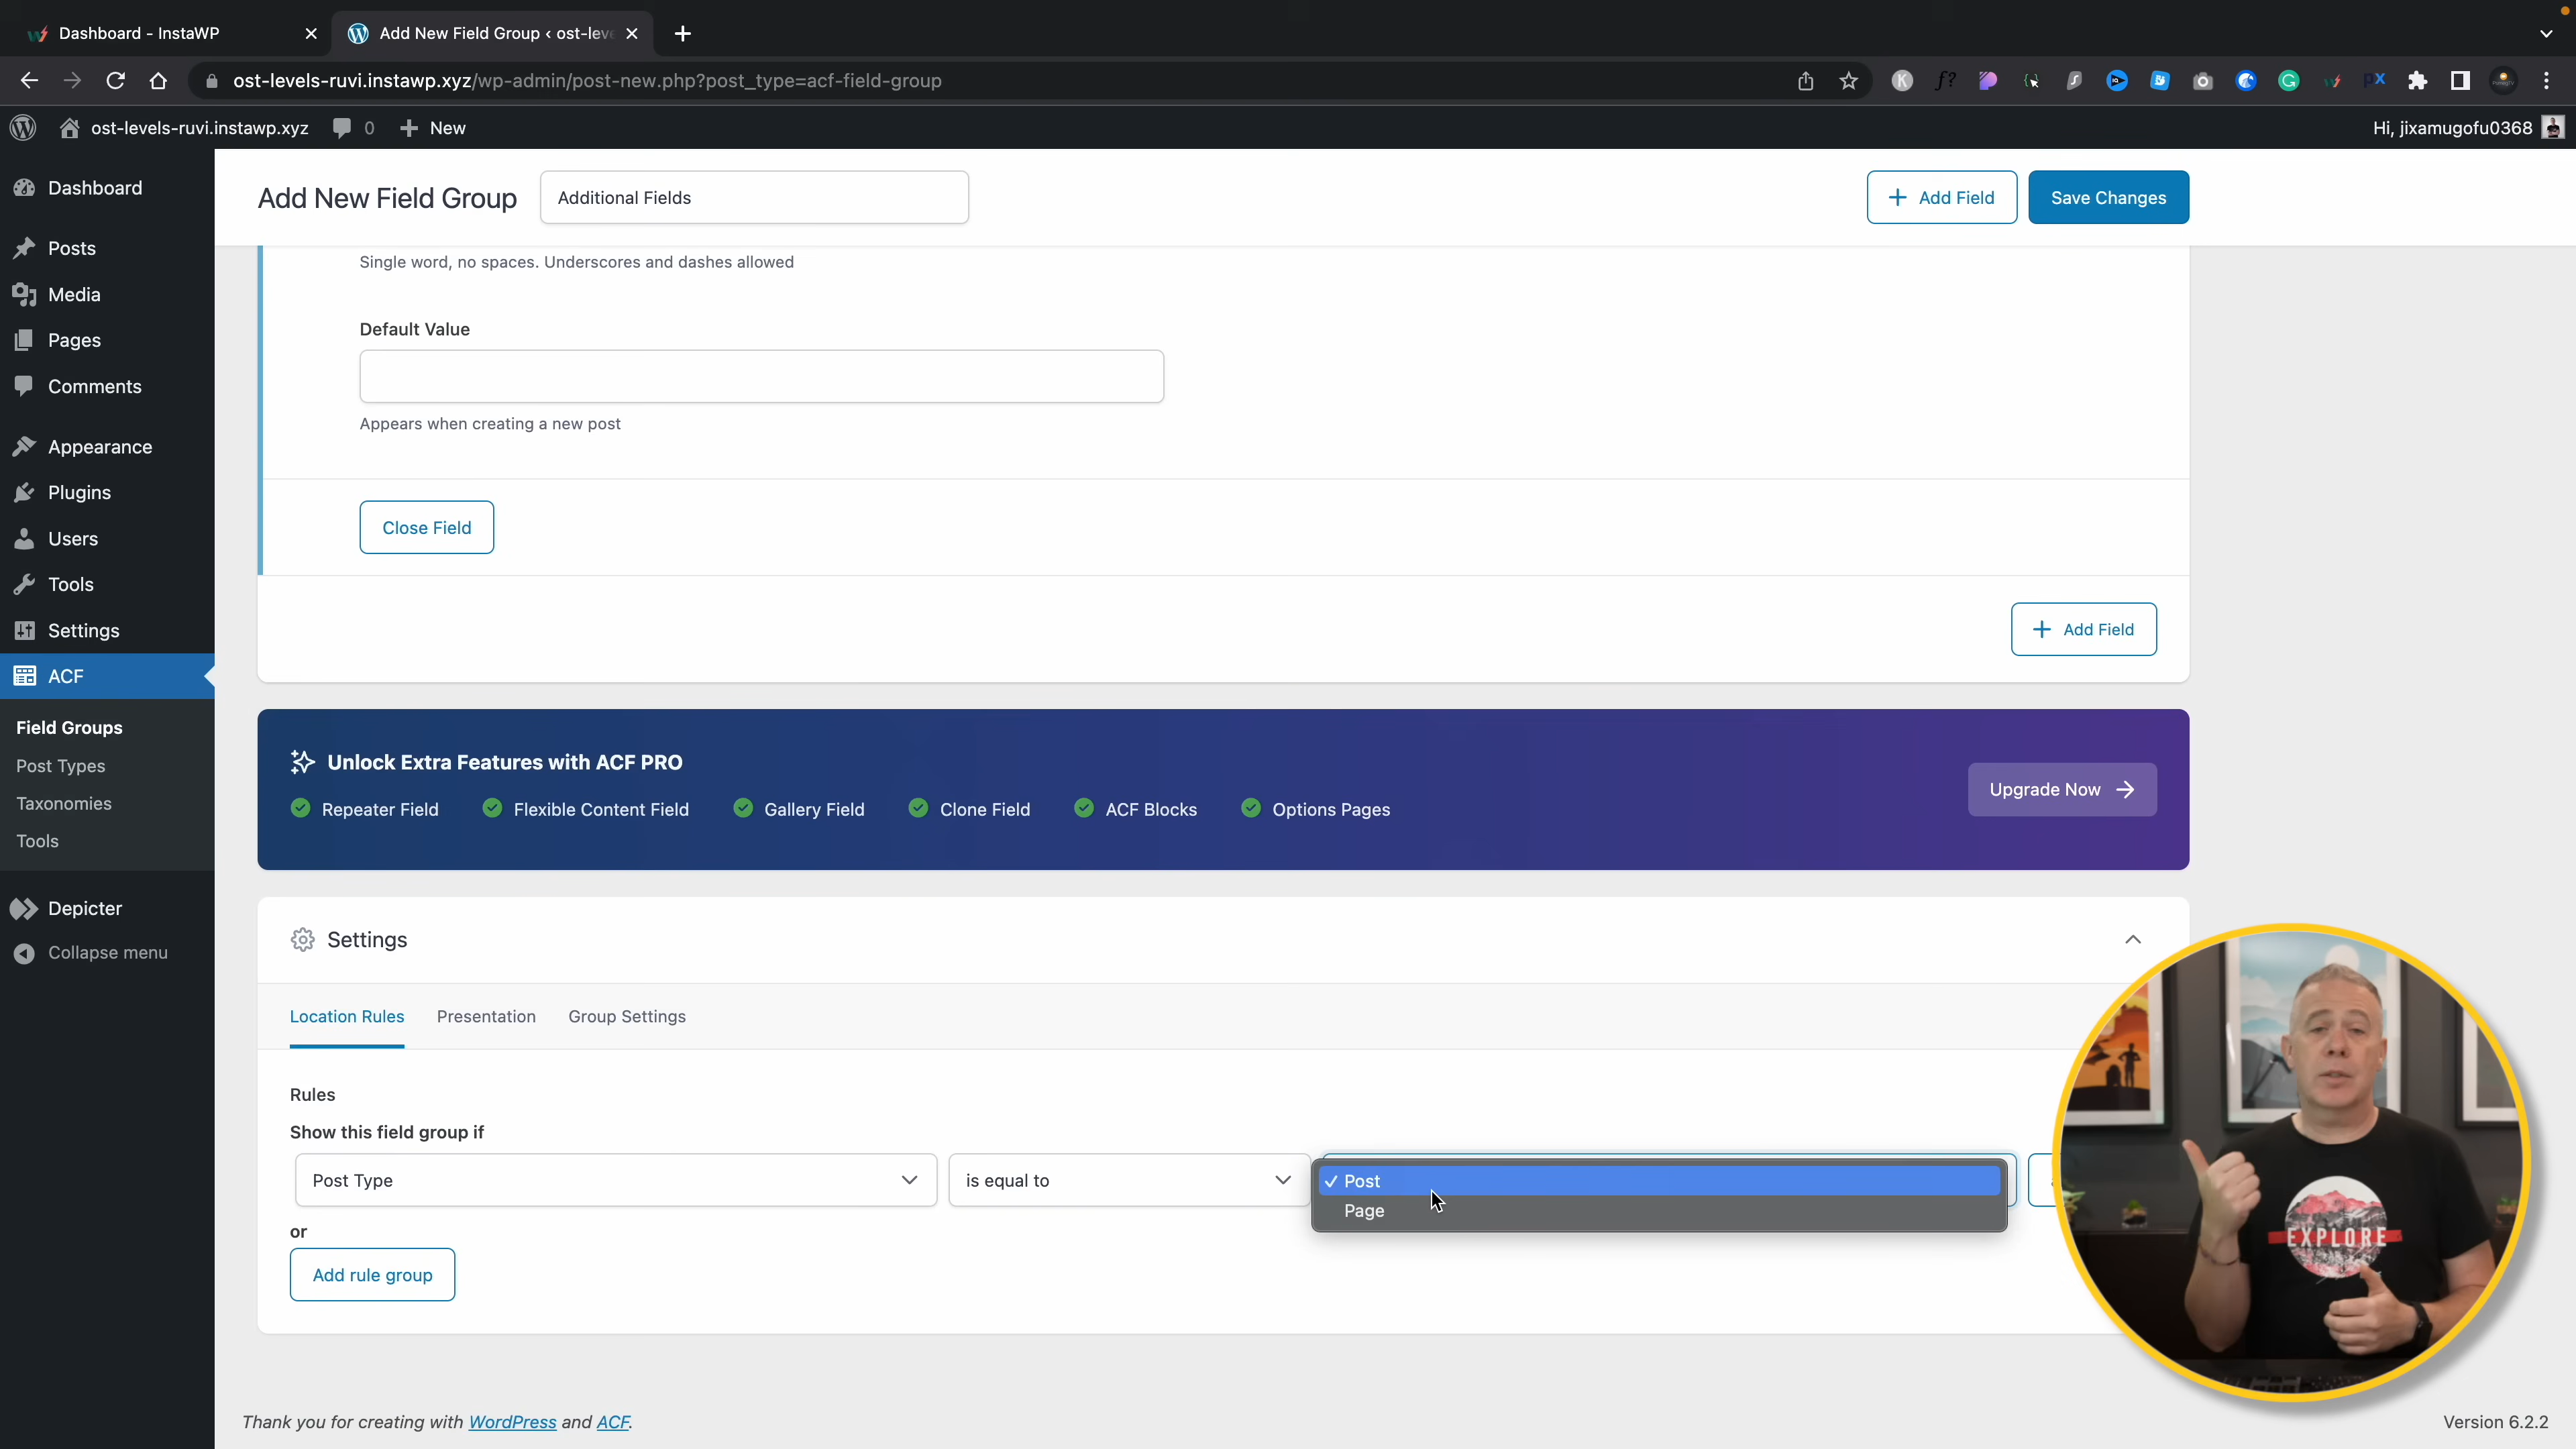 Dashboard - InstaWP
Add New Field Group ‹ ost-leve
ost-levels-ruvi.instawp.xyz/wp-admin/post-new.php?post_type=acf-field-group
ost-levels-ruvi.instawp.xyz
0
New
Hi, jixamugofu0368
Dashboard
Posts
Media
Pages
Comments
Appearance
Plugins
Users
Tools
Settings
ACF
Field Groups
Post Types
Taxonomies
Tools
Depicter
Collapse menu
Add New Field Group
Additional Fields
Add Field
Save Changes
Single word, no spaces. Underscores and dashes allowed
Default Value
Appears when creating a new post
Close Field
Add Field
Unlock Extra Features with ACF PRO
Repeater Field
Flexible Content Field
Gallery Field
Clone Field
ACF Blocks
Options Pages
Upgrade Now
Settings
Location Rules
Presentation
Group Settings
Rules
Show this field group if
Post Type
is equal to
Post
Page
or
Add rule group
EXPLORE
Thank you for creating with WordPress and ACF.
Version 6.2.2